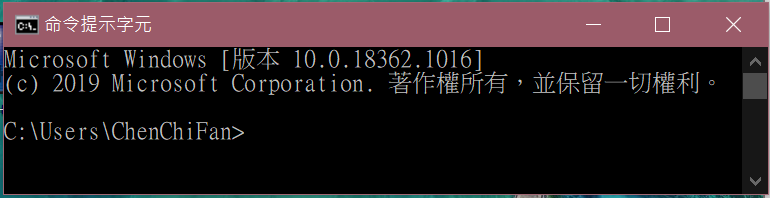 命令提示字元
Microsoft Windows [版本 10.0.18362.1016]
(c) 2019 Microsoft Corporation. 著作權所有，並保留一切權利。
C:\Users\ChenChiFan>